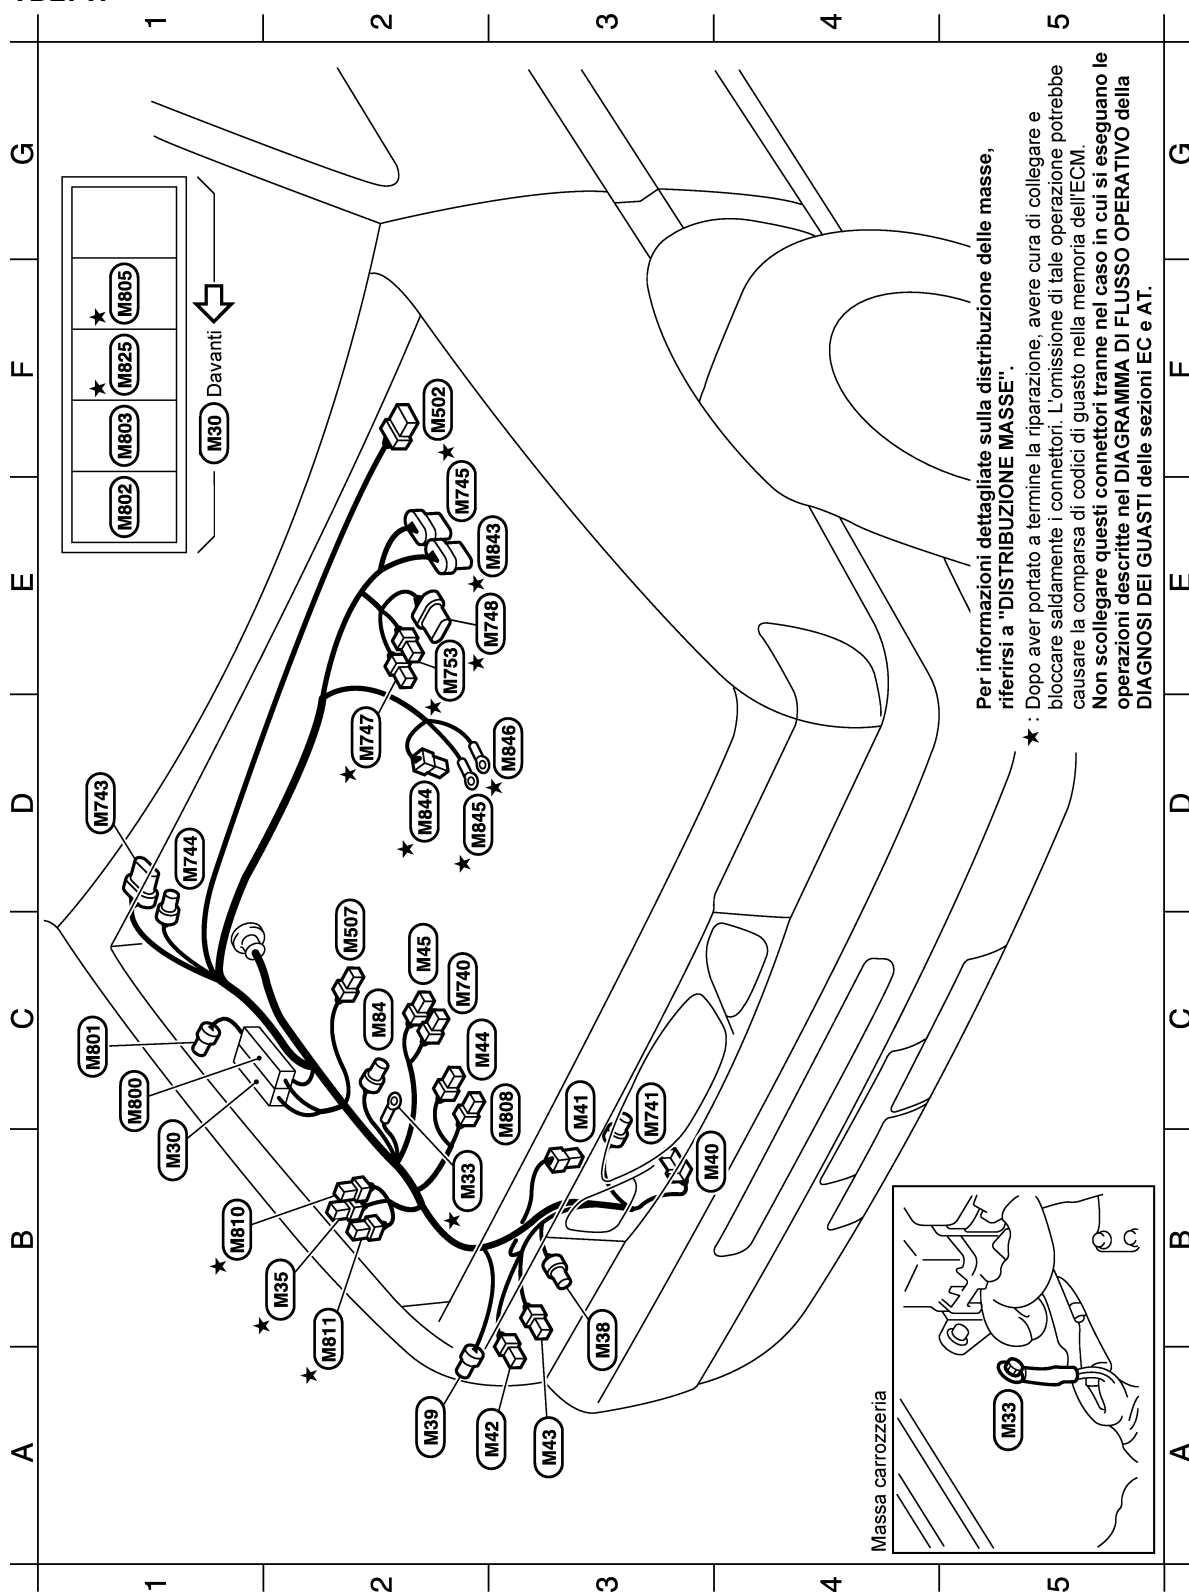 1
2
3
4
5
G
F
E
D
C
B
A
M802
M803
M825
★
M805
★
M30
Davanti
M502
★
M745
M843
★
M748
★
M753
★
M747
★
M846
★
M844
★
M845
★
M743
M744
M507
M45
M740
M84
M44
M808
M801
M800
M30
M33
★
M41
M741
M40
M810
★
M35
★
M811
★
M39
M42
M43
M38
Per informazioni dettagliate sulla distribuzione delle masse,
riferirsi a "DISTRIBUZIONE MASSE".
★ : Dopo aver portato a termine la riparazione, avere cura di collegare e
bloccare saldamente i connettori. L'omissione di tale operazione potrebbe
causare la comparsa di codici di guasto nella memoria dell'ECM.
Non scollegare questi connettori tranne nel caso in cui si eseguano le
operazioni descritte nel DIAGRAMMA DI FLUSSO OPERATIVO della
DIAGNOSI DEI GUASTI delle sezioni EC e AT.
Massa carrozzeria
M33
G
F
E
D
C
B
A
1
2
3
4
5